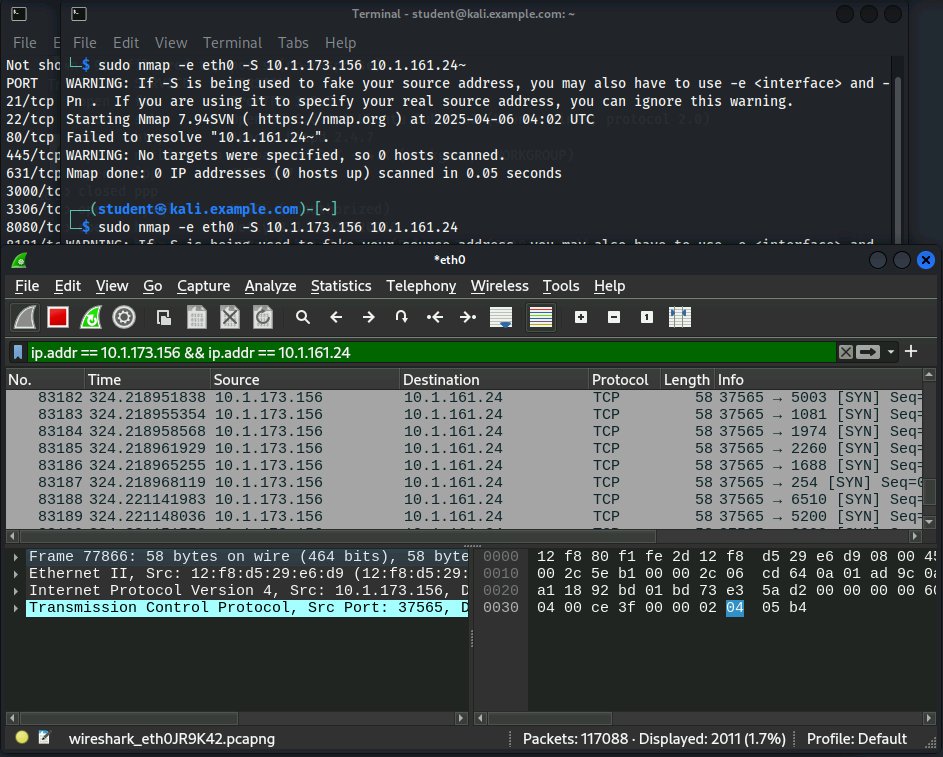 Terminal - student@kali.example.com: ~
File E
File Edit View Terminal Tabs Help
Not sho
PORT
21/tcp
22/tcp
80/tcp
445/tcp
631/tcp
3000/tc closed ppp
3306/tc
8080/tc
8181/tc
└─$ sudo nmap -e eth0 -S 10.1.173.156 10.1.161.24~
WARNING: If -S is being used to fake your source address, you may also have to use -e <interface> and -
Pn .  If you are using it to specify your real source address, you can ignore this warning.
Starting Nmap 7.94SVN ( https://nmap.org ) at 2025-04-06 04:02 UTC
Failed to resolve "10.1.161.24~".
WARNING: No targets were specified, so 0 hosts scanned.
Nmap done: 0 IP addresses (0 hosts up) scanned in 0.05 seconds
┌──(student㉿kali.example.com)-[~]
└─$ sudo nmap -e eth0 -S 10.1.173.156 10.1.161.24
WARNING: If -S is being used to fake your source address, you may also have to use -e <interface> and
*eth0
File Edit View Go Capture Analyze Statistics Telephony Wireless Tools Help
ip.addr == 10.1.173.156 && ip.addr == 10.1.161.24
No. Time Source Destination Protocol Length Info
83182 324.218951838 10.1.173.156 10.1.161.24 TCP 58 37565 → 5003 [SYN] Seq=
83183 324.218955354 10.1.173.156 10.1.161.24 TCP 58 37565 → 1081 [SYN] Seq=
83184 324.218958568 10.1.173.156 10.1.161.24 TCP 58 37565 → 1974 [SYN] Seq=
83185 324.218961929 10.1.173.156 10.1.161.24 TCP 58 37565 → 2260 [SYN] Seq=
83186 324.218965255 10.1.173.156 10.1.161.24 TCP 58 37565 → 1688 [SYN] Seq=
83187 324.218968119 10.1.173.156 10.1.161.24 TCP 58 37565 → 254 [SYN] Seq=0
83188 324.221141983 10.1.173.156 10.1.161.24 TCP 58 37565 → 6510 [SYN] Seq=
83189 324.221148036 10.1.173.156 10.1.161.24 TCP 58 37565 → 5200 [SYN] Seq=
Frame 77866: 58 bytes on wire (464 bits), 58 byte
Ethernet II, Src: 12:f8:d5:29:e6:d9 (12:f8:d5:29:
Internet Protocol Version 4, Src: 10.1.173.156, D
Transmission Control Protocol, Src Port: 37565, D
0000 12 f8 80 f1 fe 2d 12 f8 d5 29 e6 d9 08 00 45
0010 00 2c 5e b1 00 00 2c 06 cd 64 0a 01 ad 9c 0a
0020 a1 18 92 bd 01 bd 73 e3 5a d2 00 00 00 00 60
0030 04 00 ce 3f 00 00 02 04 05 b4
wireshark_eth0JR9K42.pcapng
Packets: 117088 · Displayed: 2011 (1.7%)
Profile: Default